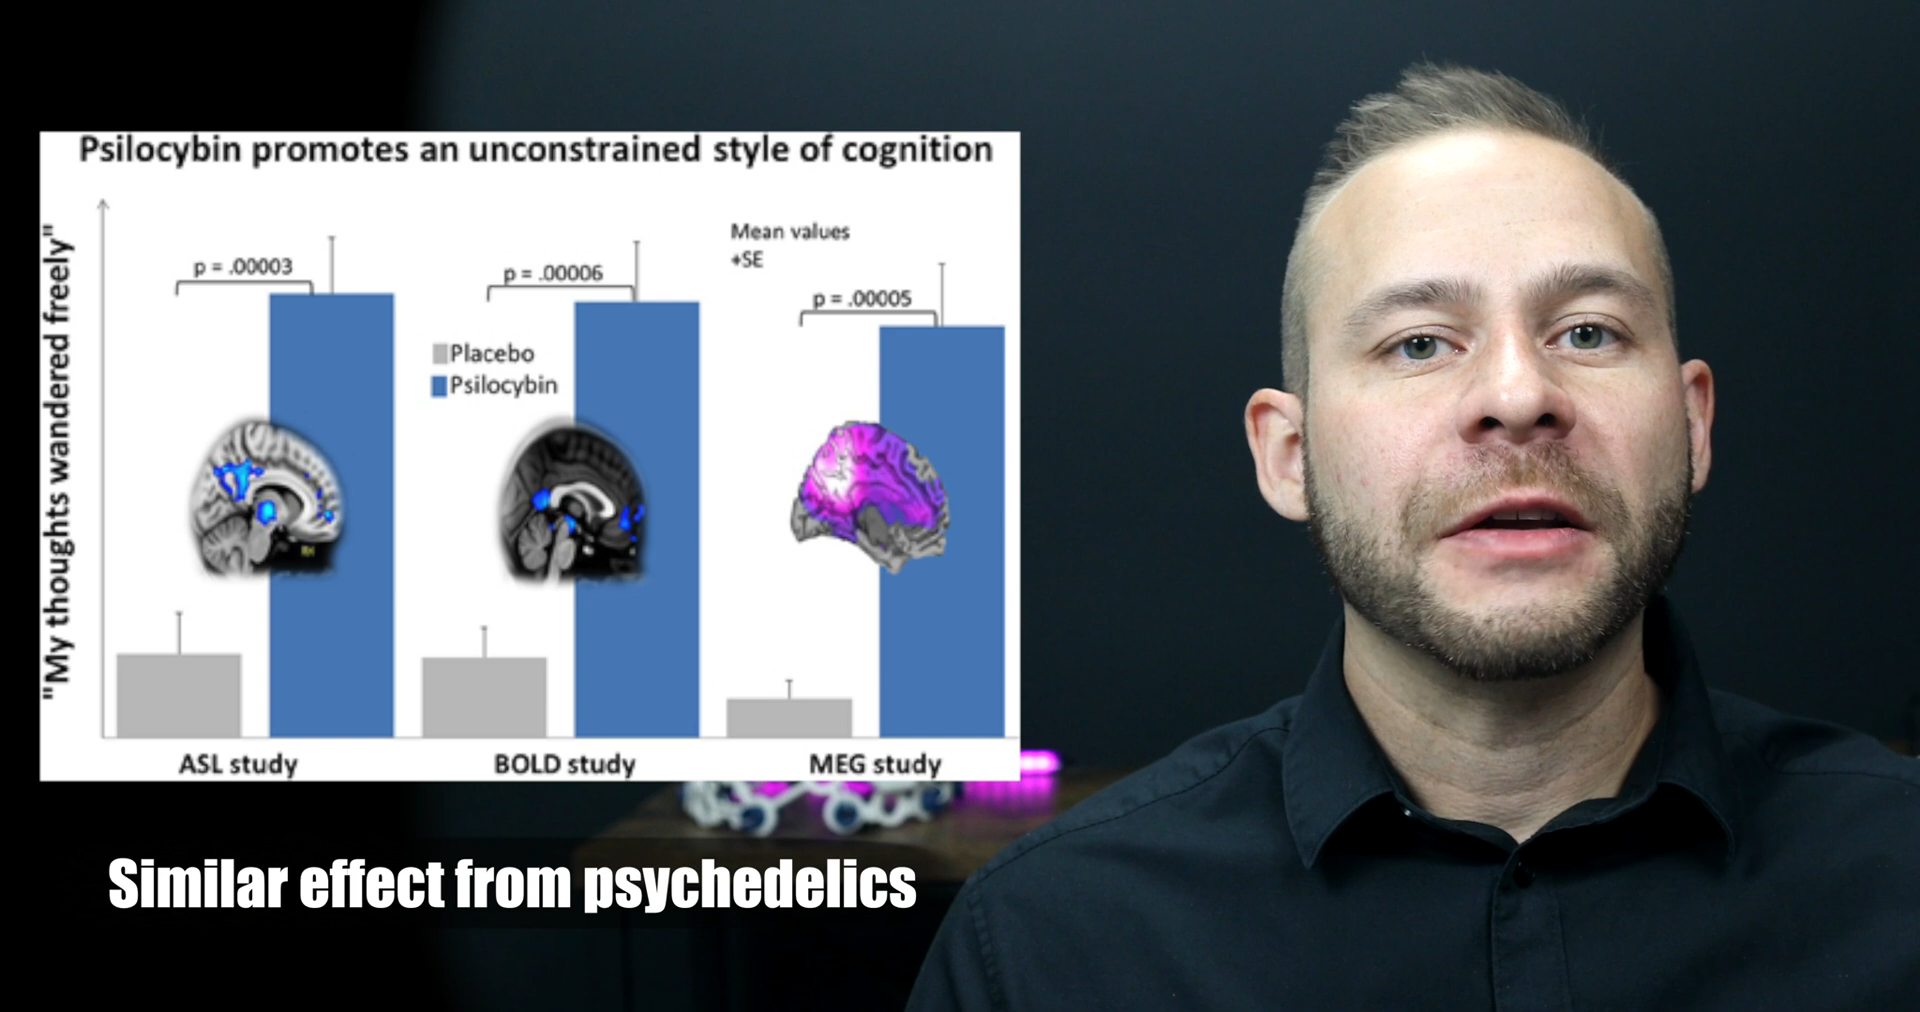 Psilocybin promotes an unconstrained style of cognition
"My thoughts wandered freely"
p = .00003
p = .00006
Mean values
+SE
p = .00005
Placebo
Psilocybin
ASL study
BOLD study
MEG study
Similar effect from psychedelics